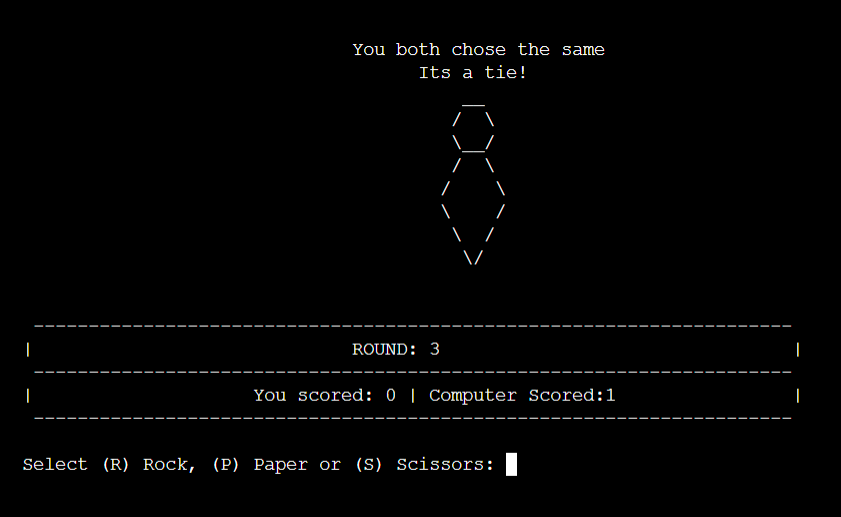 You both chose the same
Its a tie!
ROUND: 3
You scored: 0 | Computer Scored:1
Select (R) Rock, (P) Paper or (S) Scissors: